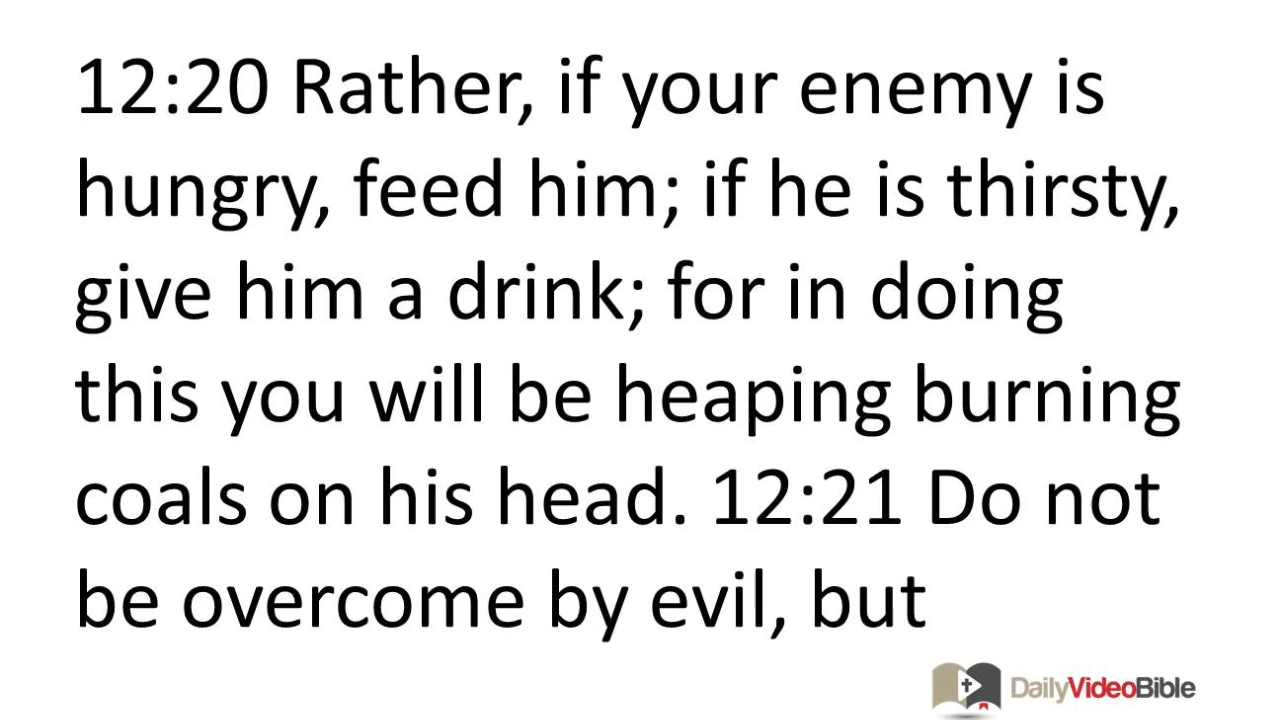 12:20 Rather, if your enemy is
hungry, feed him; if he is thirsty,
give him a drink; for in doing
this you will be heaping burning
coals on his head. 12:21 Do not
be overcome by evil, but
DailyVideoBible